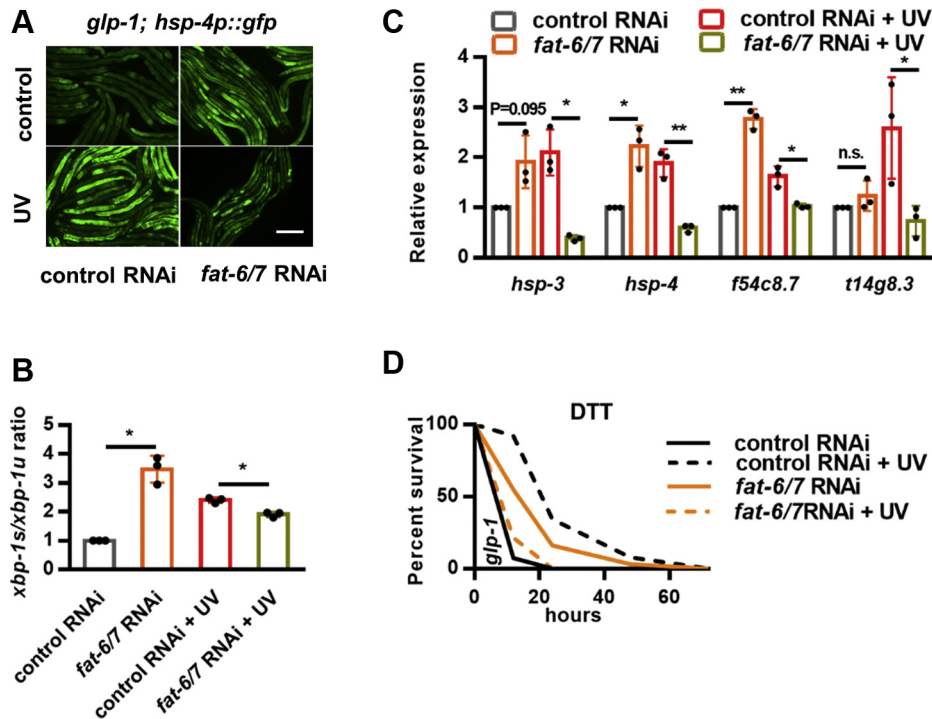 A
glp-1; hsp-4p::gfp
control
UV
control RNAi
fat-6/7 RNAi
B
xbp-1s/xbp-1u ratio
5
4
3
2
1
0
*
*
control RNAi
fat-6/7 RNAi
control RNAi + UV
fat-6/7 RNAi + UV
C
control RNAi
control RNAi + UV
fat-6/7 RNAi
fat-6/7 RNAi + UV
Relative expression
4
3
2
1
0
P=0.095
*
*
**
**
*
n.s.
*
hsp-3
hsp-4
f54c8.7
t14g8.3
D
DTT
Percent survival
100
50
0
glp-1
0
20
40
60
hours
control RNAi
control RNAi + UV
fat-6/7 RNAi
fat-6/7RNAi + UV